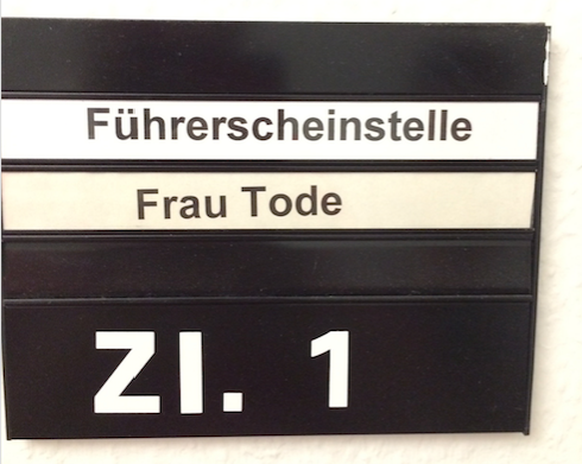 Führerscheinstelle
Frau Tode
ZI. 1